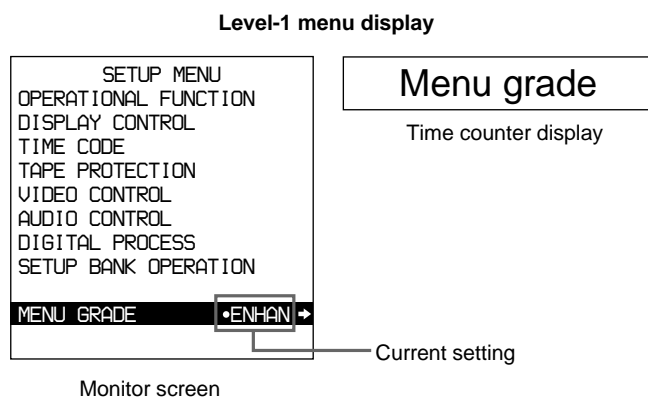 Level-1 menu display
SETUP MENU
OPERATIONAL FUNCTION
DISPLAY CONTROL
TIME CODE
TAPE PROTECTION
VIDEO CONTROL
AUDIO CONTROL
DIGITAL PROCESS
SETUP BANK OPERATION
MENU GRADE •ENHAN →
Monitor screen
Menu grade
Time counter display
Current setting